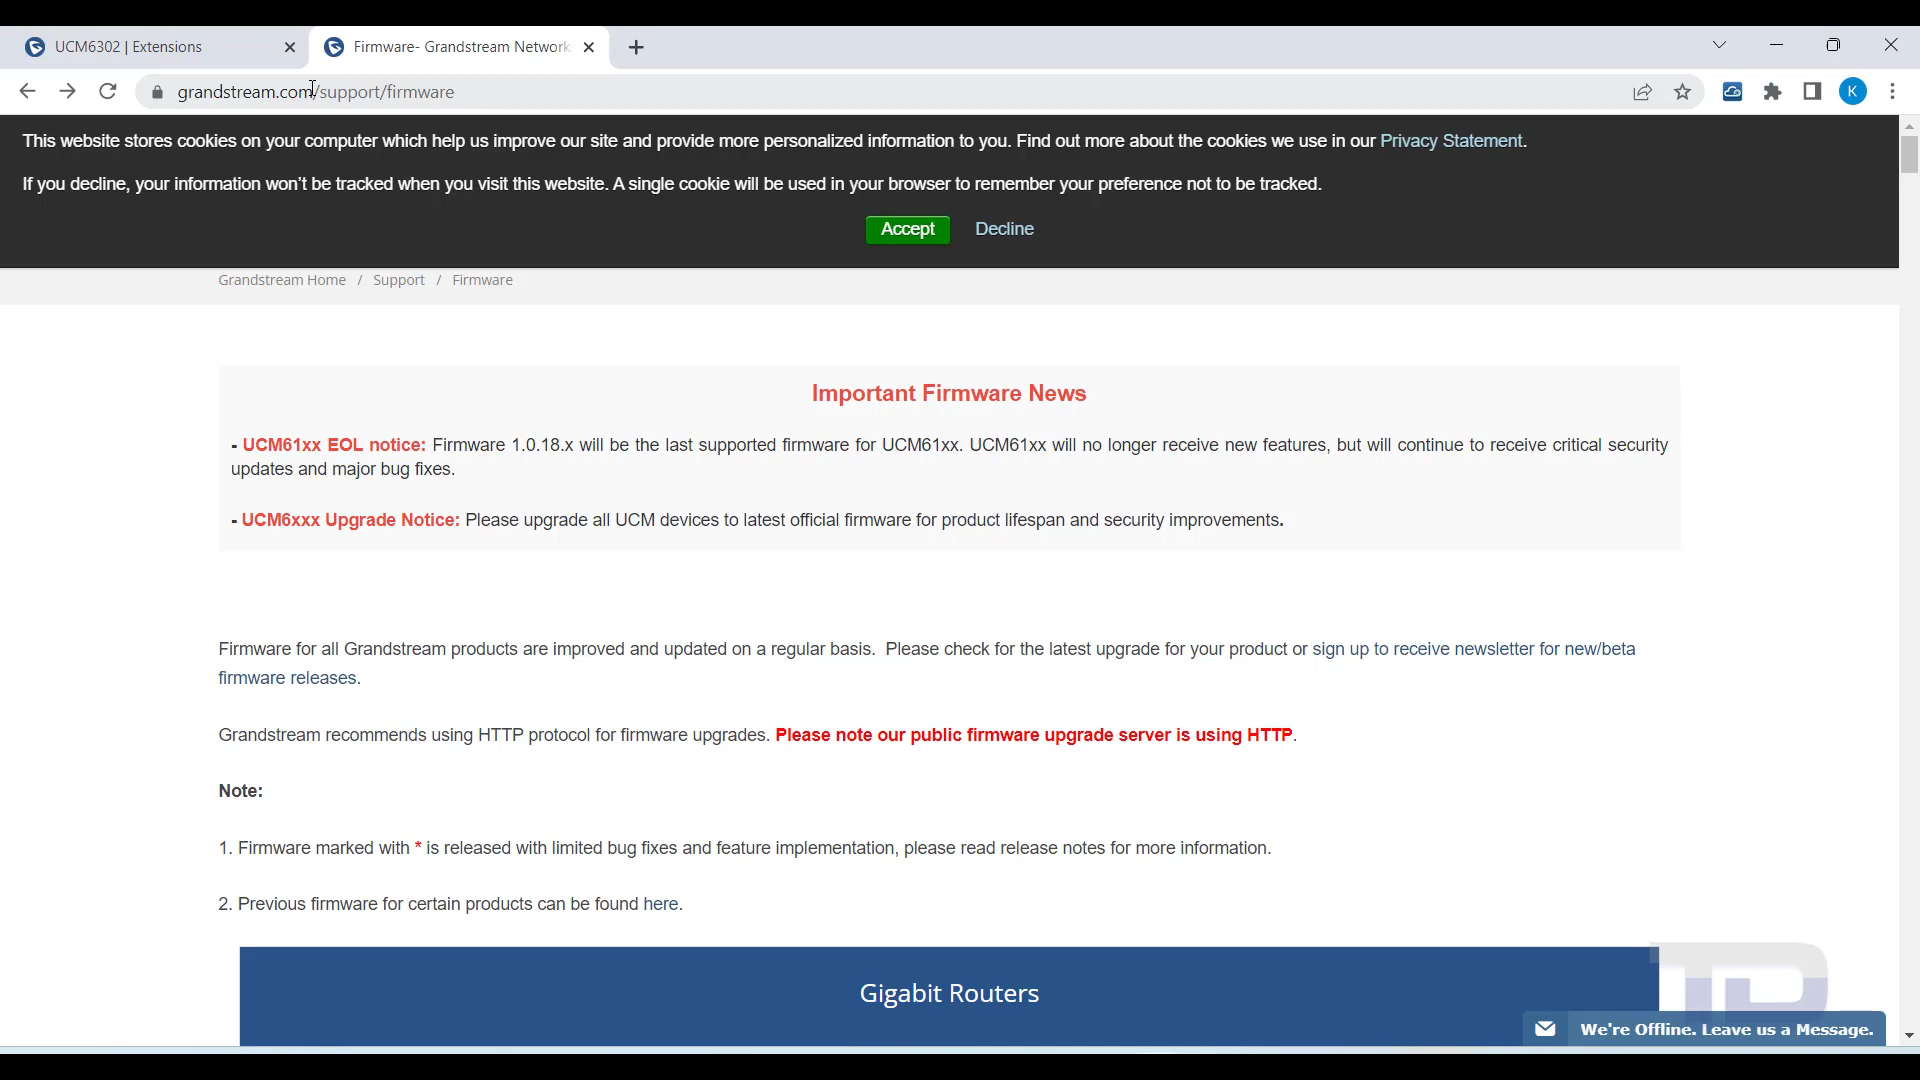 UCM6302 | Extensions
Firmware- Grandstream Network
grandstream.com/support/firmware
K
This website stores cookies on your computer which help us improve our site and provide more personalized information to you. Find out more about the cookies we use in our Privacy Statement.
If you decline, your information won't be tracked when you visit this website. A single cookie will be used in your browser to remember your preference not to be tracked.
Accept Decline
Grandstream Home / Support / Firmware
Important Firmware News
- UCM61xx EOL notice: Firmware 1.0.18.x will be the last supported firmware for UCM61xx. UCM61xx will no longer receive new features, but will continue to receive critical security
updates and major bug fixes.
- UCM6xxx Upgrade Notice: Please upgrade all UCM devices to latest official firmware for product lifespan and security improvements.
Firmware for all Grandstream products are improved and updated on a regular basis. Please check for the latest upgrade for your product or sign up to receive newsletter for new/beta
firmware releases.
Grandstream recommends using HTTP protocol for firmware upgrades. Please note our public firmware upgrade server is using HTTP.
Note:
1. Firmware marked with * is released with limited bug fixes and feature implementation, please read release notes for more information.
2. Previous firmware for certain products can be found here.
Gigabit Routers
We're Offline. Leave us a Message.